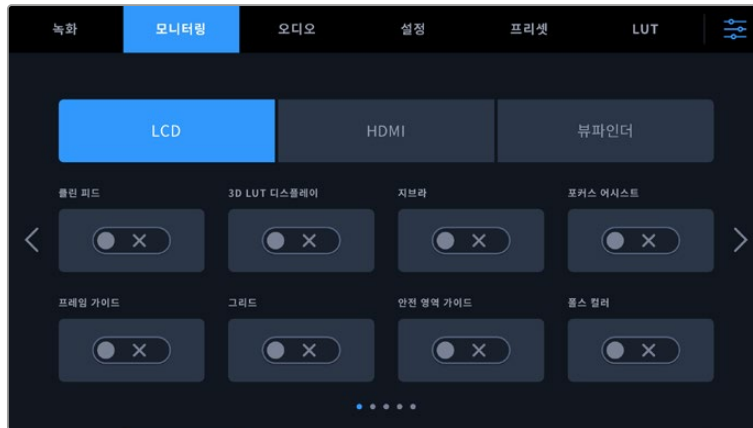 녹화 모니터링 오디오 설정 프리셋 LUT
LCD HDMI 뷰파인더
클린 피드 3D LUT 디스플레이 지브라 포커스 어시스트
프레임 가이드 그리드 안전 영역 가이드 폴스 컬러